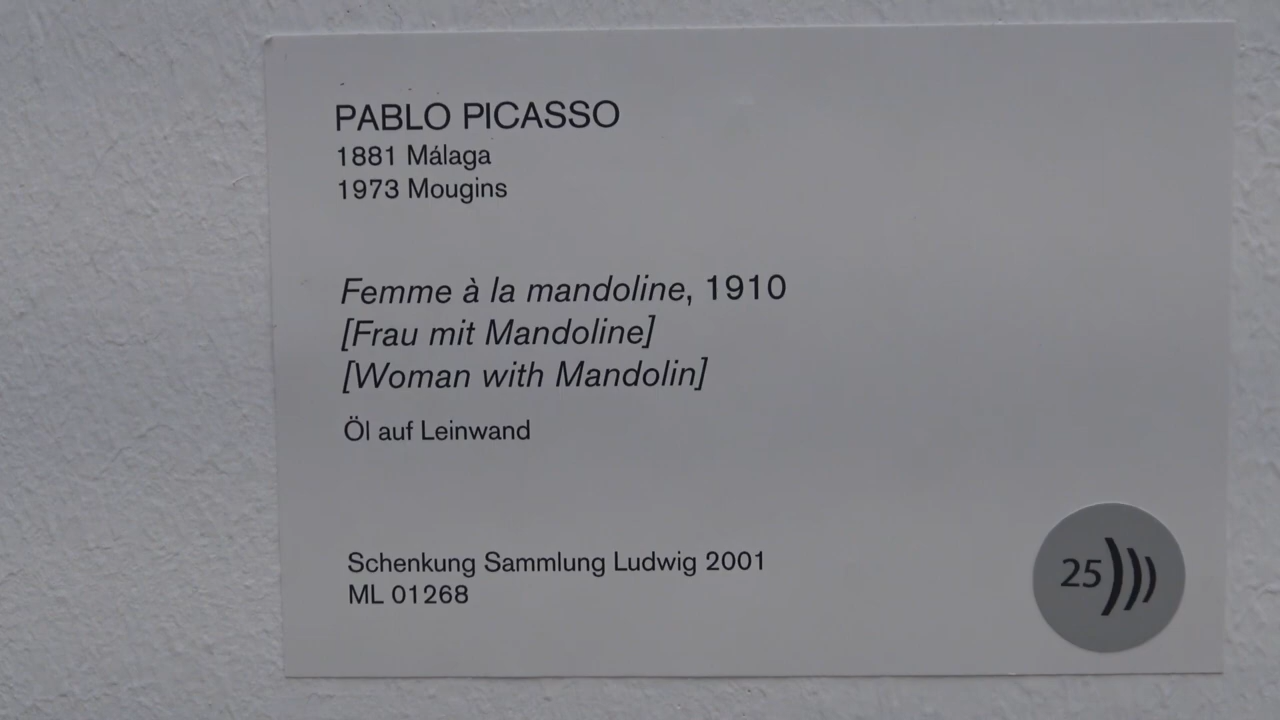 PABLO PICASSO
1881 Málaga
1973 Mougins
Femme à la mandoline, 1910
[Frau mit Mandoline]
[Woman with Mandolin]
Öl auf Leinwand
Schenkung Sammlung Ludwig 2001
ML 01268
25